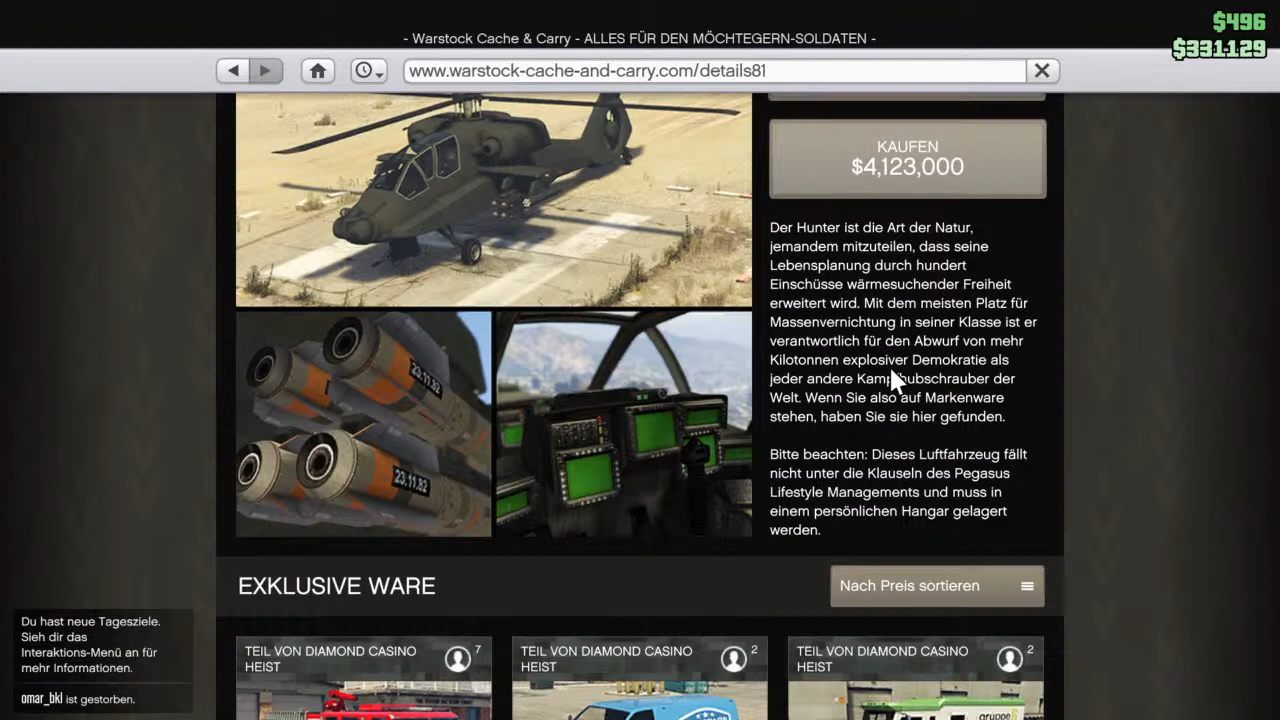 - Warstock Cache & Carry - ALLES FÜR DEN MÖCHTEGERN-SOLDATEN -
$496
$331129
www.warstock-cache-and-carry.com/details81
KAUFEN
$4,123,000
Der Hunter ist die Art der Natur,
jemandem mitzuteilen, dass seine
Lebensplanung durch hundert
Einschüsse wärmesuchender Freiheit
erweitert wird. Mit dem meisten Platz für
Massenvernichtung in seiner Klasse ist er
verantwortlich für den Abwurf von mehr
Kilotonnen explosiver Demokratie als
jeder andere Kampfhubschrauber der
Welt. Wenn Sie also auf Markenware
stehen, haben Sie sie hier gefunden.
Bitte beachten: Dieses Luftfahrzeug fällt
nicht unter die Klauseln des Pegasus
Lifestyle Managements und muss in
einem persönlichen Hangar gelagert
werden.
23.11.82
23.11.82
EXKLUSIVE WARE
Nach Preis sortieren
TEIL VON DIAMOND CASINO
HEIST
7
TEIL VON DIAMOND CASINO
HEIST
2
TEIL VON DIAMOND CASINO
HEIST
2
gruppe6
Du hast neue Tagesziele.
Sieh dir das
Interaktions-Menü an für
mehr Informationen.
omar_bkl ist gestorben.